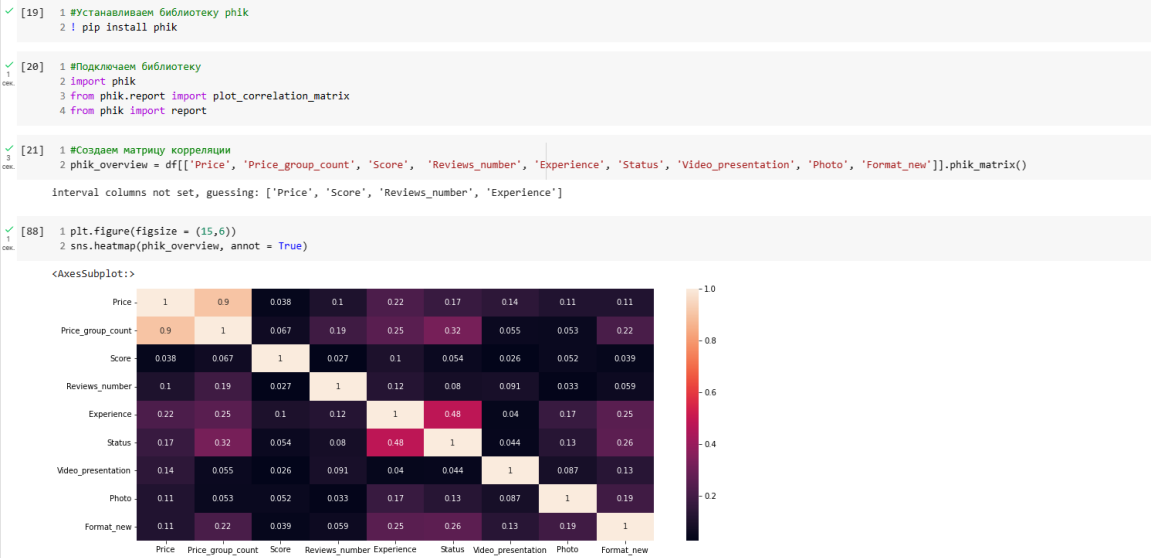 [19] 1 #Устанавливаем библиотеку phik
2 ! pip install phik
[20] 1 #Подключаем библиотеку
1 сек. 2 import phik
3 from phik.report import plot_correlation_matrix
4 from phik import report
[21] 1 #Создаем матрицу корреляции
3 сек. 2 phik_overview = df[['Price', 'Price_group_count', 'Score', 'Reviews_number', 'Experience', 'Status', 'Video_presentation', 'Photo', 'Format_new']].phik_matrix()
interval columns not set, guessing: ['Price', 'Score', 'Reviews_number', 'Experience']
[88] 1 plt.figure(figsize = (15,6))
1 сек. 2 sns.heatmap(phik_overview, annot = True)
<AxesSubplot:>
Price 1 0.9 0.038 0.1 0.22 0.17 0.14 0.11 0.11 1.0
Price_group_count 0.9 1 0.067 0.19 0.25 0.32 0.055 0.053 0.22
0.8
Score 0.038 0.067 1 0.027 0.1 0.054 0.026 0.052 0.039
Reviews_number 0.1 0.19 0.027 1 0.12 0.08 0.091 0.033 0.059
0.6
Experience 0.22 0.25 0.1 0.12 1 0.48 0.04 0.17 0.25
Status 0.17 0.32 0.054 0.08 0.48 1 0.044 0.13 0.26
0.4
Video_presentation 0.14 0.055 0.026 0.091 0.04 0.044 1 0.087 0.13
Photo 0.11 0.053 0.052 0.033 0.17 0.13 0.087 1 0.19
0.2
Format_new 0.11 0.22 0.039 0.059 0.25 0.26 0.13 0.19 1
Price Price_group_count Score Reviews_number Experience Status Video_presentation Photo Format_new